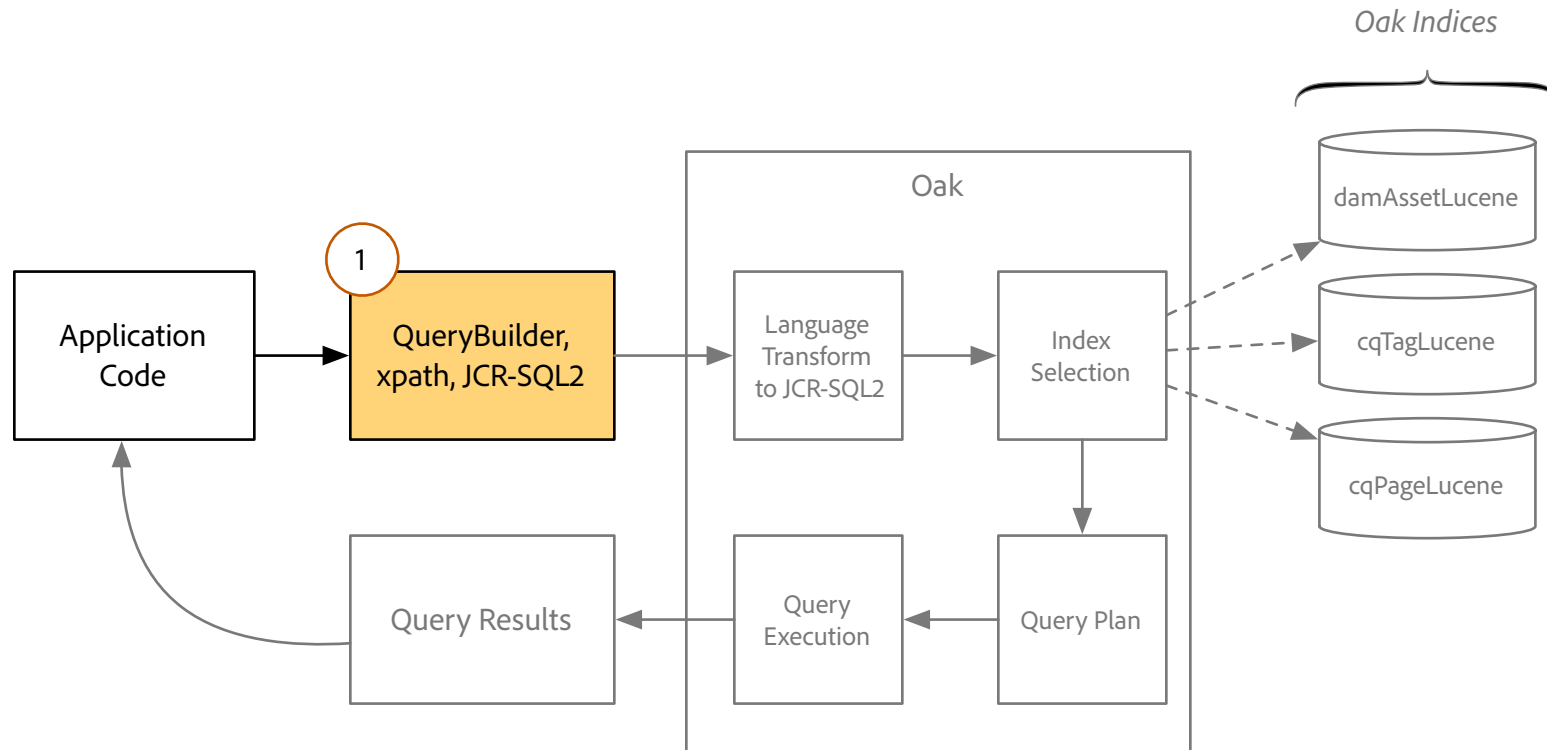 Oak Indices
Oak
damAssetLucene
1
Application
Code
QueryBuilder,
xpath, JCR-SQL2
Language
Transform
to JCR-SQL2
Index
Selection
cqTagLucene
cqPageLucene
Query Results
Query
Execution
Query Plan